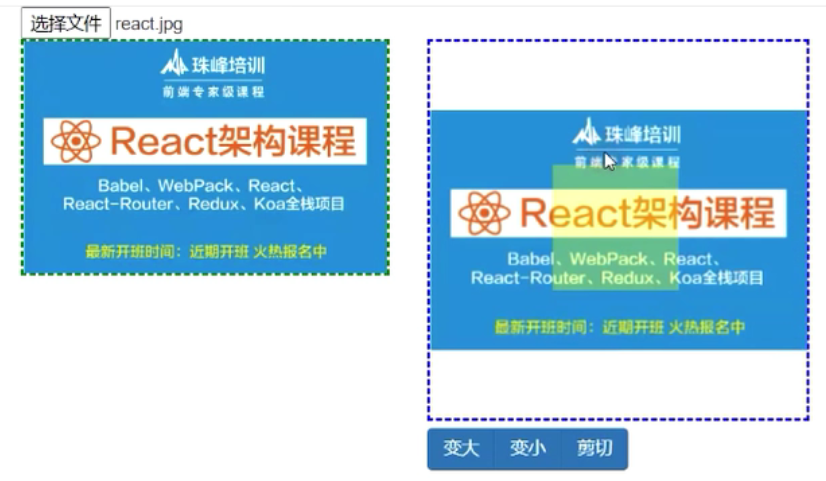 选择文件 react.jpg
珠峰培训
前端专家级课程
React架构课程
Babel、WebPack、React、
React-Router、Redux、Koa全栈项目
最新开班时间：近期开班 火热报名中
珠峰培训
前端专家级课程
React架构课程
Babel、WebPack、React、
React-Router、Redux、Koa全栈项目
最新开班时间：近期开班 火热报名中
变大 变小 剪切